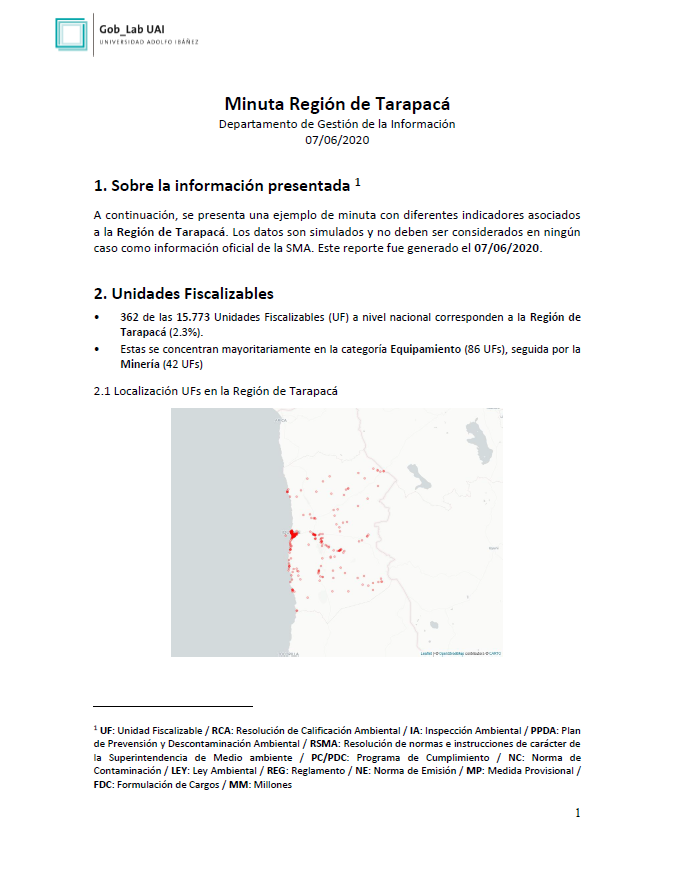 Gob_Lab UAI
UNIVERSIDAD ADOLFO IBÁÑEZ
Minuta Región de Tarapacá
Departamento de Gestión de la Información
07/06/2020
1. Sobre la información presentada 1
A continuación, se presenta una ejemplo de minuta con diferentes indicadores asociados
a la Región de Tarapacá. Los datos son simulados y no deben ser considerados en ningún
caso como información oficial de la SMA. Este reporte fue generado el 07/06/2020.
2. Unidades Fiscalizables
• 362 de las 15.773 Unidades Fiscalizables (UF) a nivel nacional corresponden a la Región de
Tarapacá (2.3%).
• Estas se concentran mayoritariamente en la categoría Equipamiento (86 UFs), seguida por la
Minería (42 UFs)
2.1 Localización UFs en la Región de Tarapacá
Leaflet | © OpenStreetMap contributors © CARTO
1 UF: Unidad Fiscalizable / RCA: Resolución de Calificación Ambiental / IA: Inspección Ambiental / PPDA: Plan
de Prevención y Descontaminación Ambiental / RSMA: Resolución de normas e instrucciones de carácter de
la Superintendencia de Medio ambiente / PC/PDC: Programa de Cumplimiento / NC: Norma de
Contaminación / LEY: Ley Ambiental / REG: Reglamento / NE: Norma de Emisión / MP: Medida Provisional /
FDC: Formulación de Cargos / MM: Millones
1